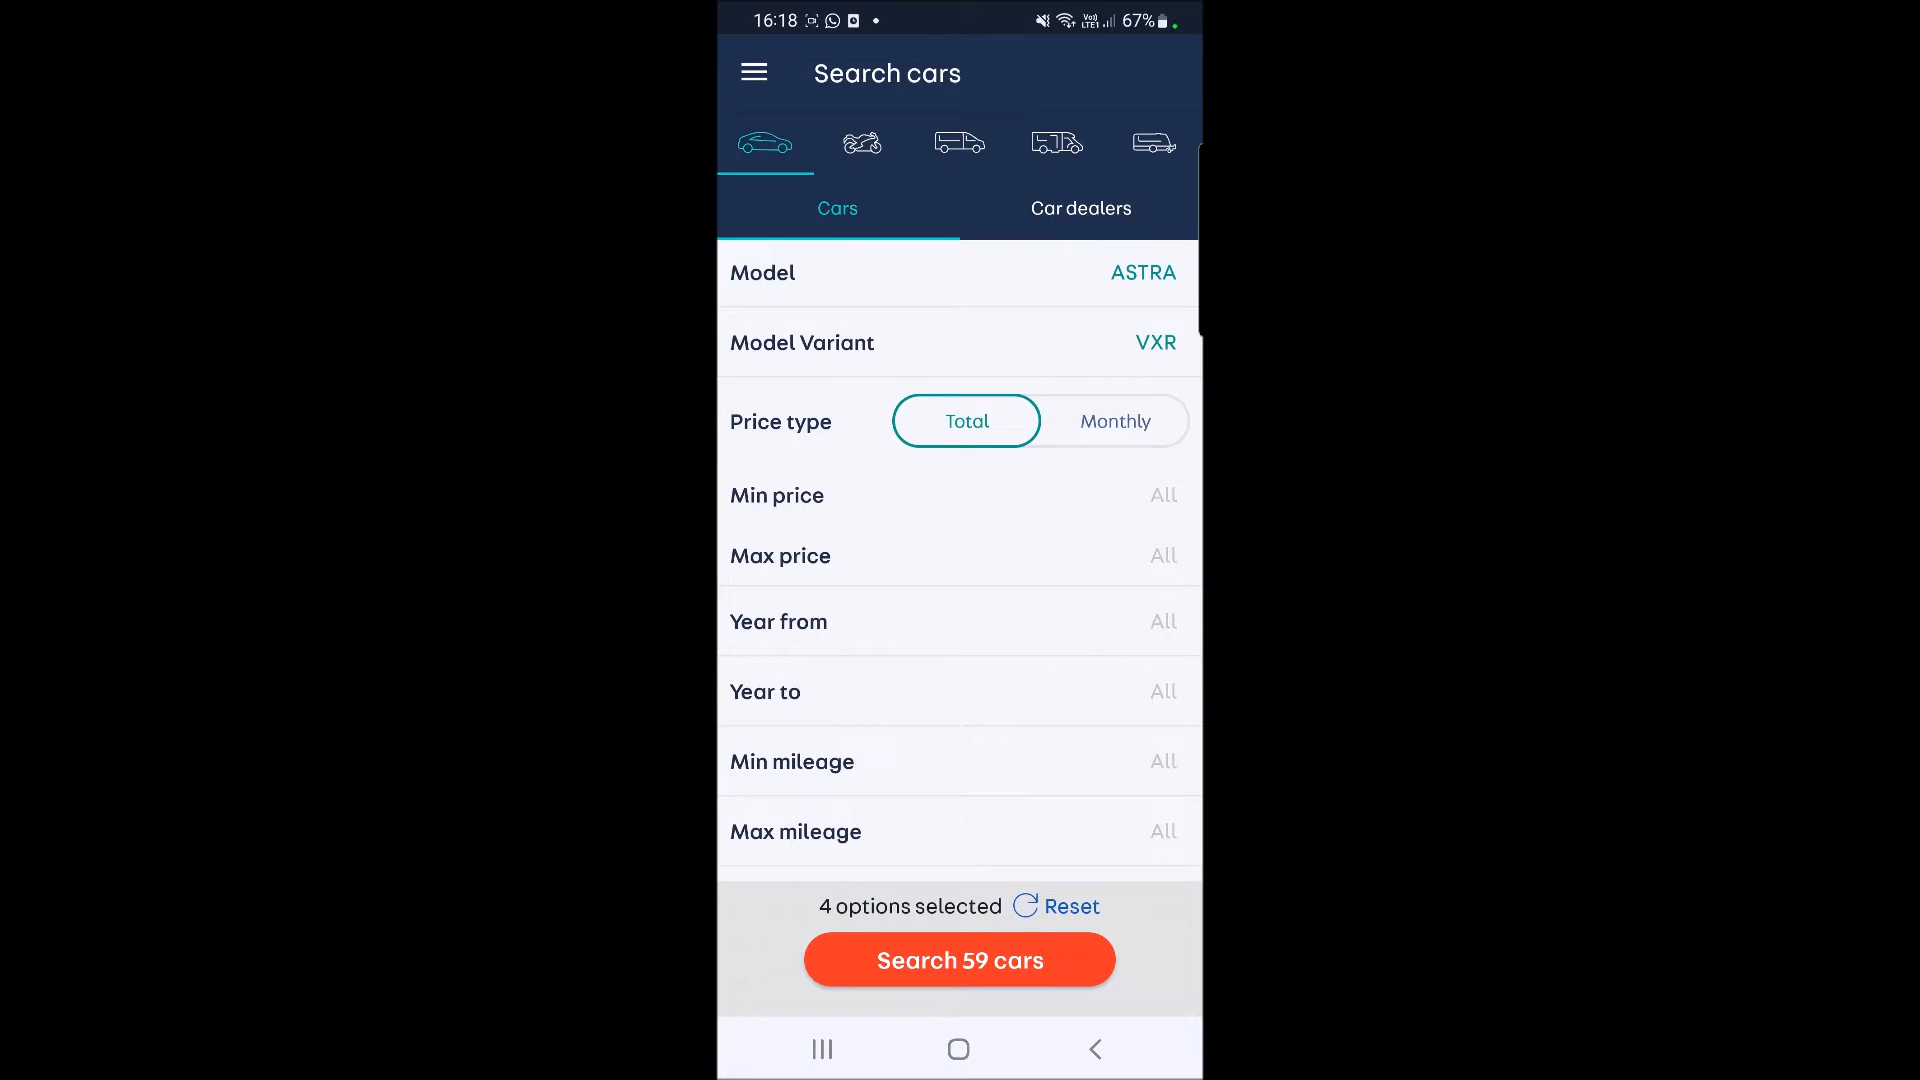 16:18 Vo)) LTE1 67%
Search cars
Cars Car dealers
Model ASTRA
Model Variant VXR
Price type Total Monthly
Min price All
Max price All
Year from All
Year to All
Min mileage All
Max mileage All
4 options selected Reset
Search 59 cars